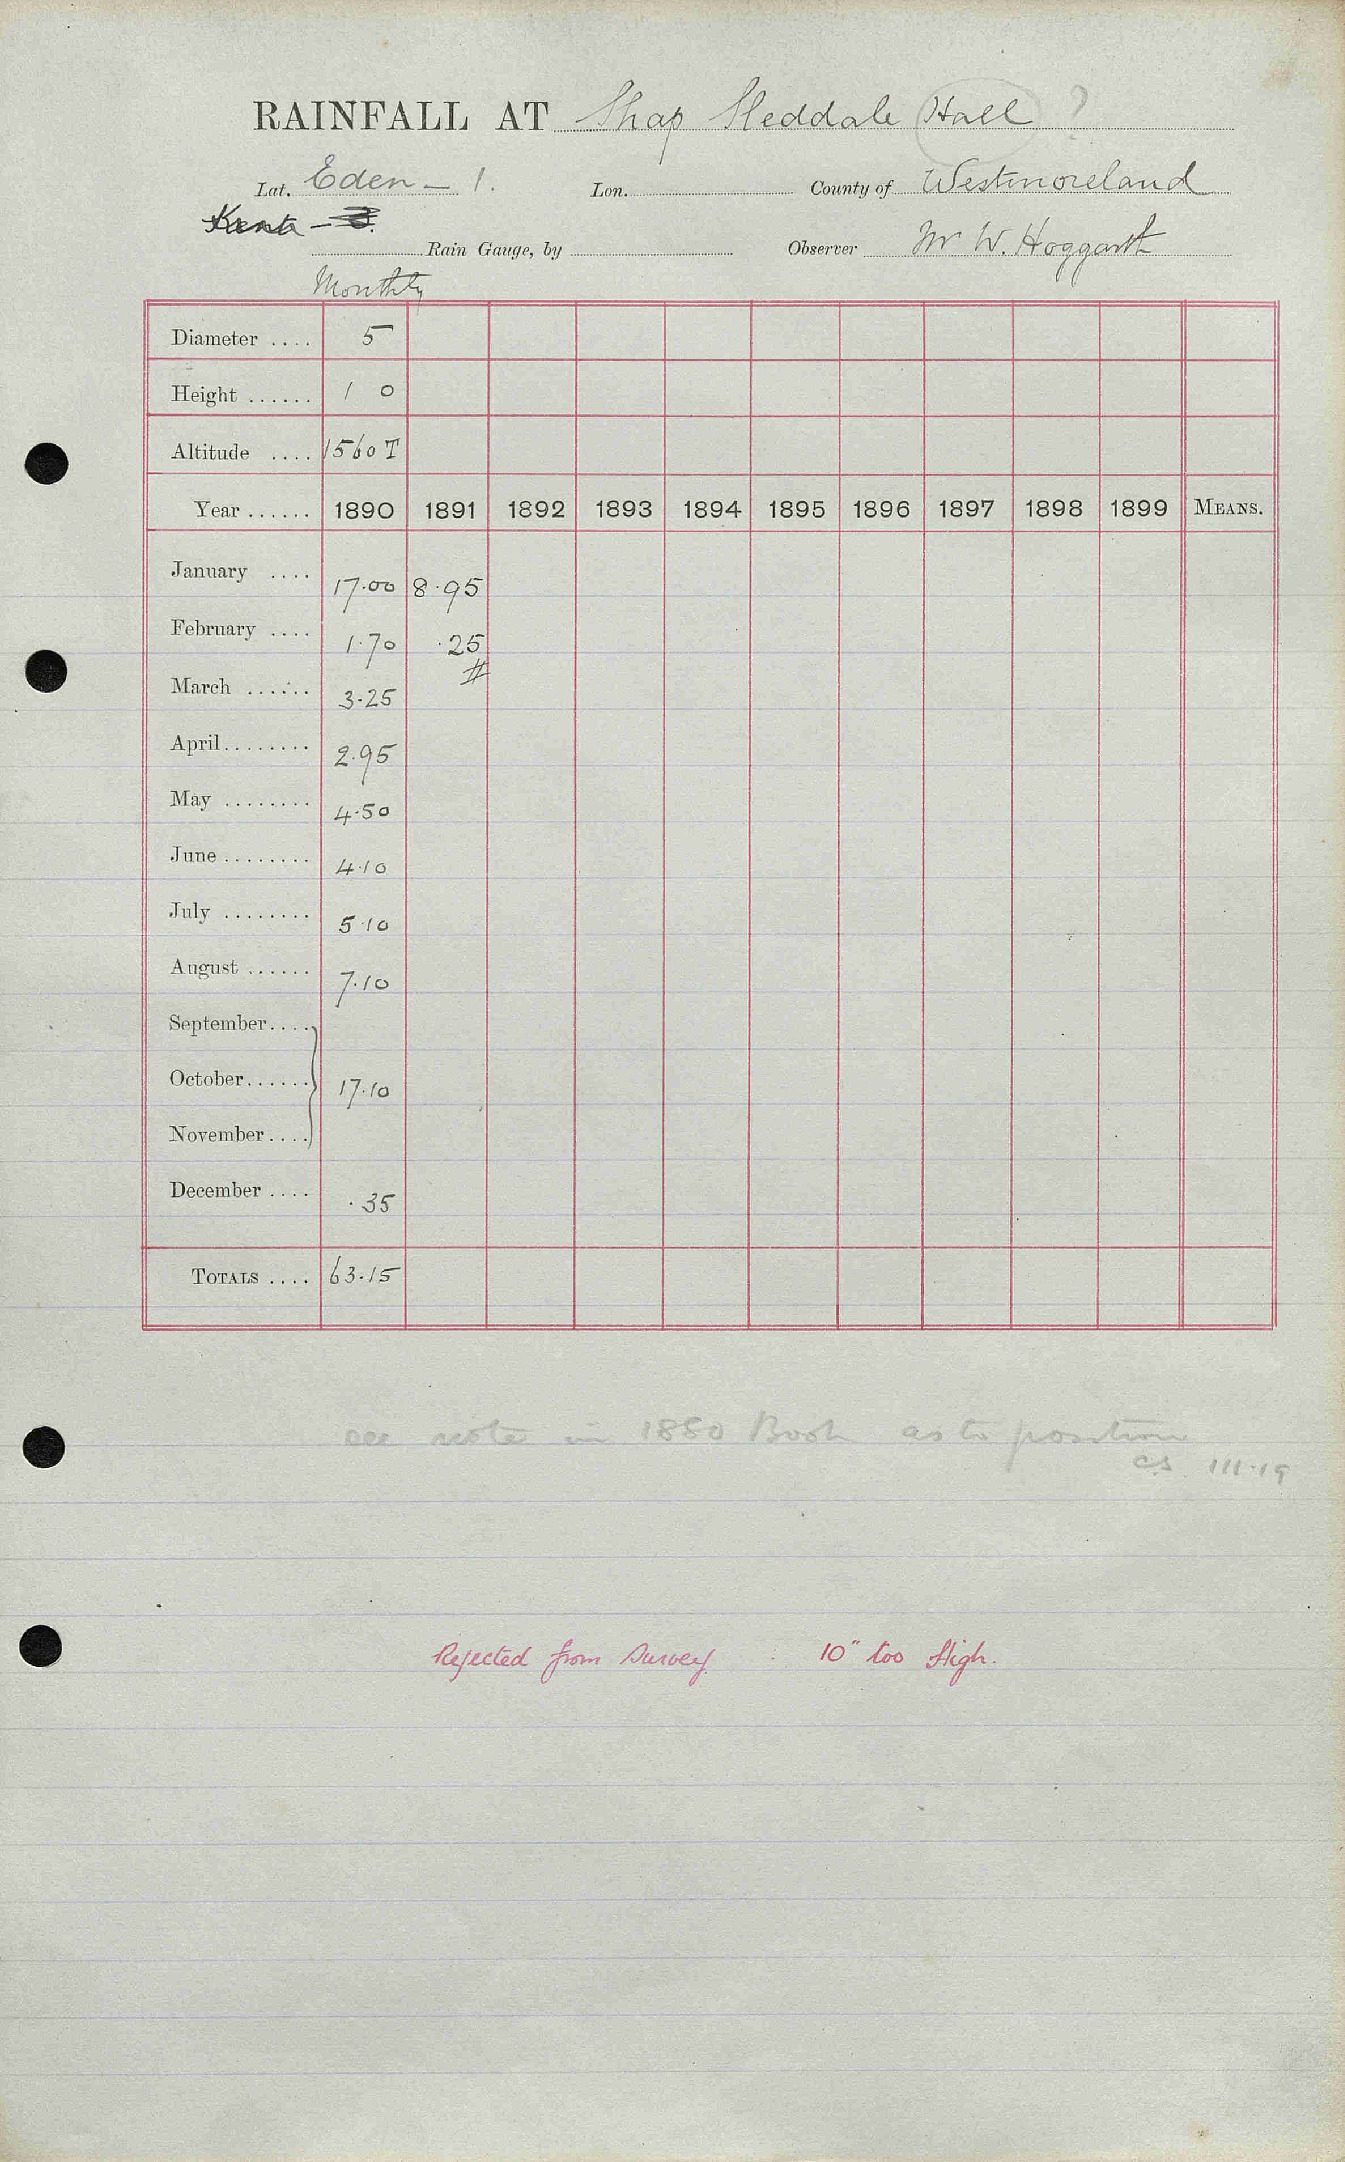 RAINFALL AT Shap Sleddale Hall ?
Lat. Eden - 1. Lon. County of Westmoreland
Kent - 3.
Rain Gauge, by Observer Mr W. Hoggarth
Monthly
Diameter .... 5
Height ...... 1 0
Altitude .... 1560 T
Year ...... 1890 1891 1892 1893 1894 1895 1896 1897 1898 1899 MEANS.
January .... 17.00 8.95
February .... 1.70 .25
#
March ...... 3.25
April........ 2.95
May ........ 4.50
June ........ 4.10
July ........ 5.10
August ...... 7.10
September....
October...... 17.10
November....
December .... .35
TOTALS .... 63.15
see note in 1880 Book as to position
cs 111.19
Rejected from Survey 10" too High.